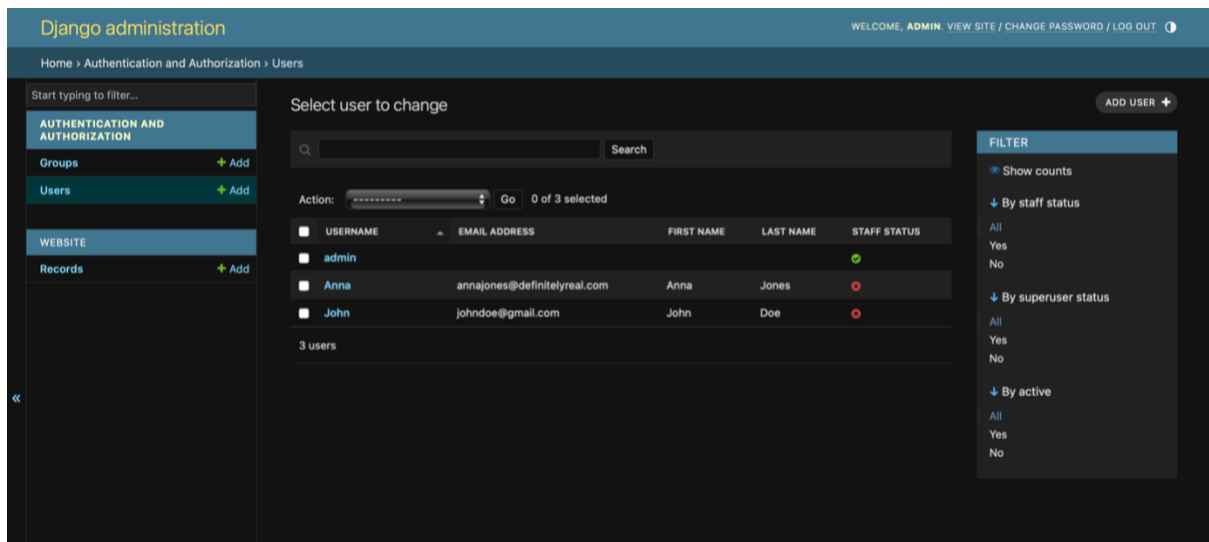 Django administration
WELCOME, ADMIN. VIEW SITE / CHANGE PASSWORD / LOG OUT
Home › Authentication and Authorization › Users
Start typing to filter...
AUTHENTICATION AND
AUTHORIZATION
Groups + Add
Users + Add
WEBSITE
Records + Add
«
Select user to change
ADD USER +
Search
Action: --------- Go 0 of 3 selected
USERNAME EMAIL ADDRESS FIRST NAME LAST NAME STAFF STATUS
admin
Anna annajones@definitelyreal.com Anna Jones
John johndoe@gmail.com John Doe
3 users
FILTER
Show counts
↓ By staff status
All
Yes
No
↓ By superuser status
All
Yes
No
↓ By active
All
Yes
No